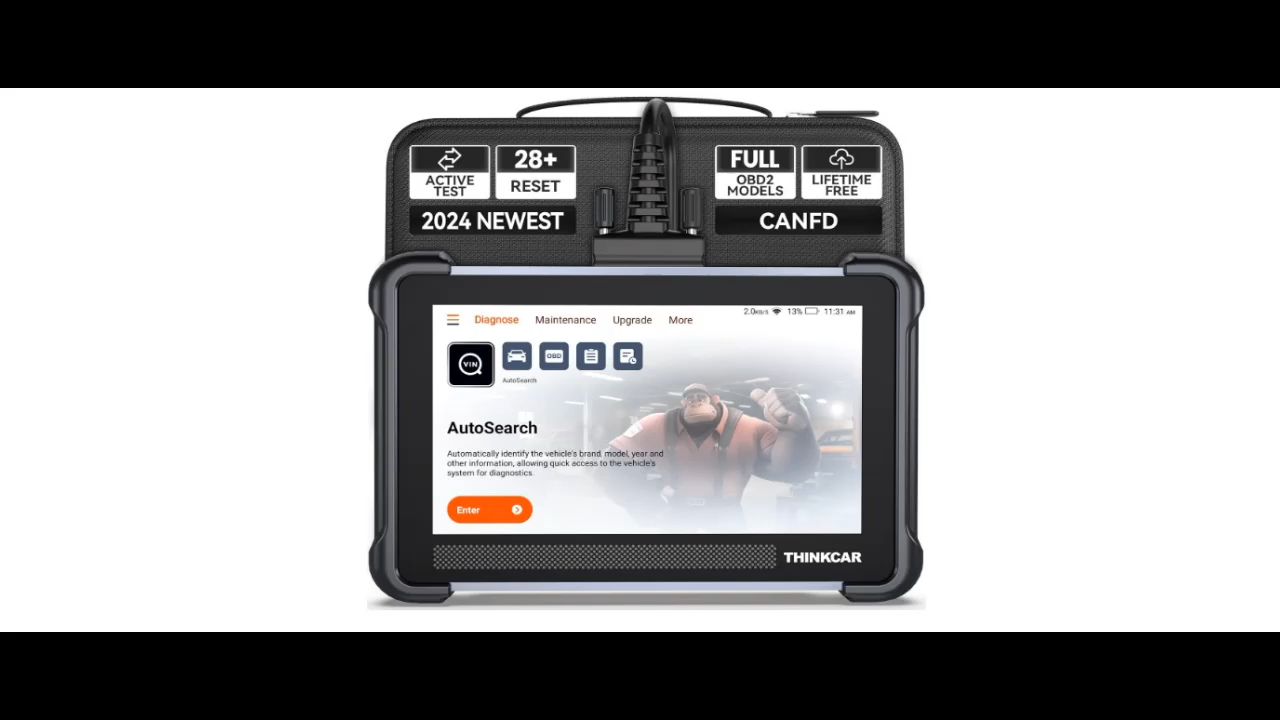 ACTIVE
TEST
28+
RESET
FULL
OBD2
MODELS
LIFETIME
FREE
2024 NEWEST
CANFD
Diagnose Maintenance Upgrade More
2.0KB/S 13% 11:31 AM
VIN
OBD
AutoSearch
AutoSearch
Automatically identify the vehicle's brand, model, year and
other information, allowing quick access to the vehicle's
system for diagnostics.
Enter
THINKCAR